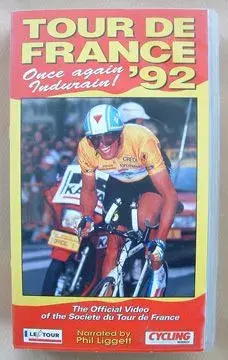 TOUR DE
FRANCE
'92
Once again
Indurain!
The Official Video
of the Societe du Tour de France
LE TOUR
Narrated by
Phil Liggett
CYCLING
WEEKLY